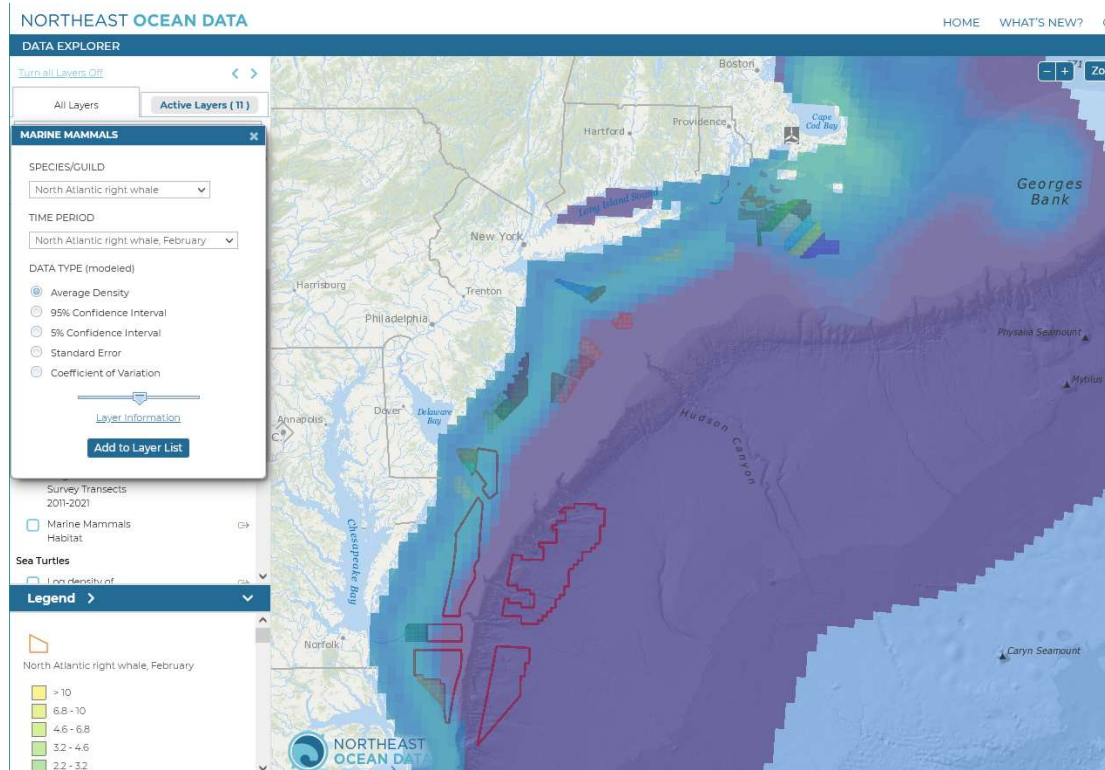 NORTHEAST OCEAN DATA
HOME WHAT'S NEW?
DATA EXPLORER
Turn all Layers Off
< >
All Layers
Active Layers ( 11 )
MARINE MAMMALS
×
SPECIES/GUILD
North Atlantic right whale
TIME PERIOD
North Atlantic right whale, February
DATA TYPE (modeled)
Average Density
95% Confidence Interval
5% Confidence Interval
Standard Error
Coefficient of Variation
Layer Information
Add to Layer List
Survey Transects
2011-2021
Marine Mammals
Habitat
Sea Turtles
Log density of
Legend >
North Atlantic right whale, February
> 10
6.8 - 10
4.6 - 6.8
3.2 - 4.6
2.2 - 3.2
− + Zo
Boston
Cape
Cod Bay
Providence
Hartford
Georges
Bank
Long Island Sound
New York
Harrisburg
Trenton
Philadelphia
Physalia Seamount
Mytilus
Annapolis
Dover
Delaware
Bay
Hudson Canyon
Chesapeake Bay
Norfolk
Caryn Seamount
NORTHEAST
OCEAN DATA